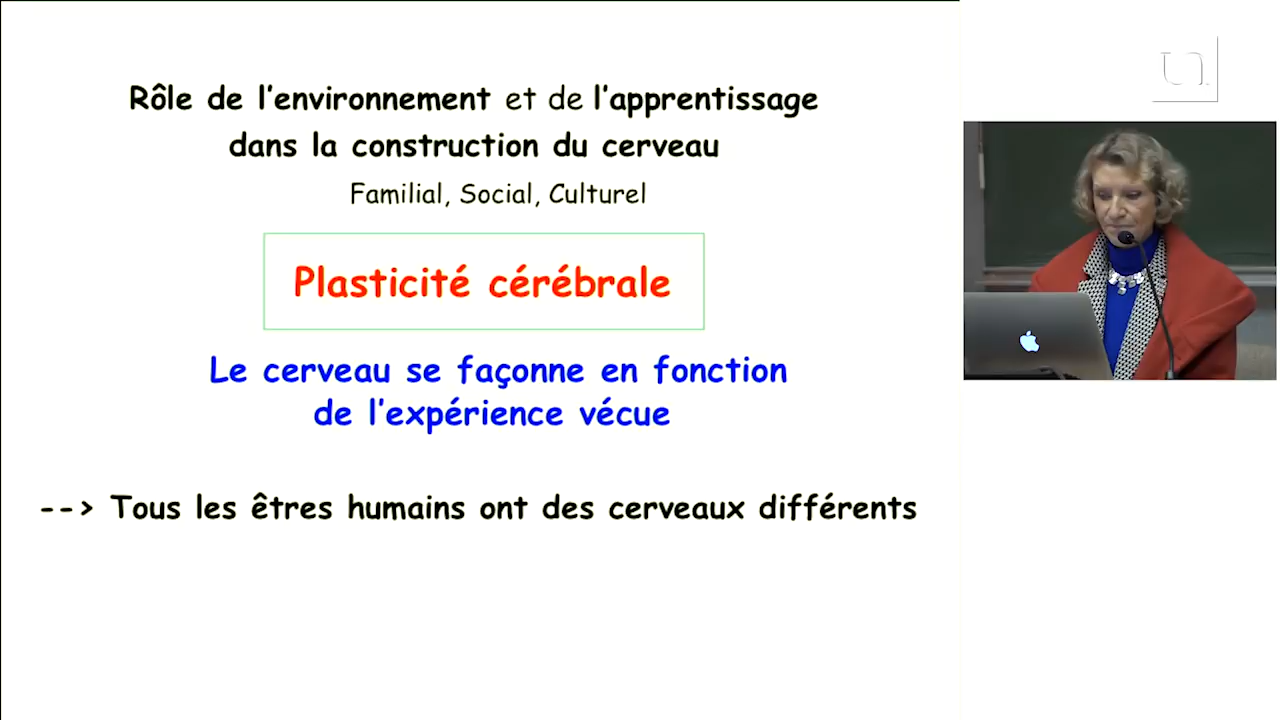 Rôle de l'environnement et de l'apprentissage
dans la construction du cerveau
Familial, Social, Culturel
Plasticité cérébrale
Le cerveau se façonne en fonction
de l'expérience vécue
--> Tous les êtres humains ont des cerveaux différents